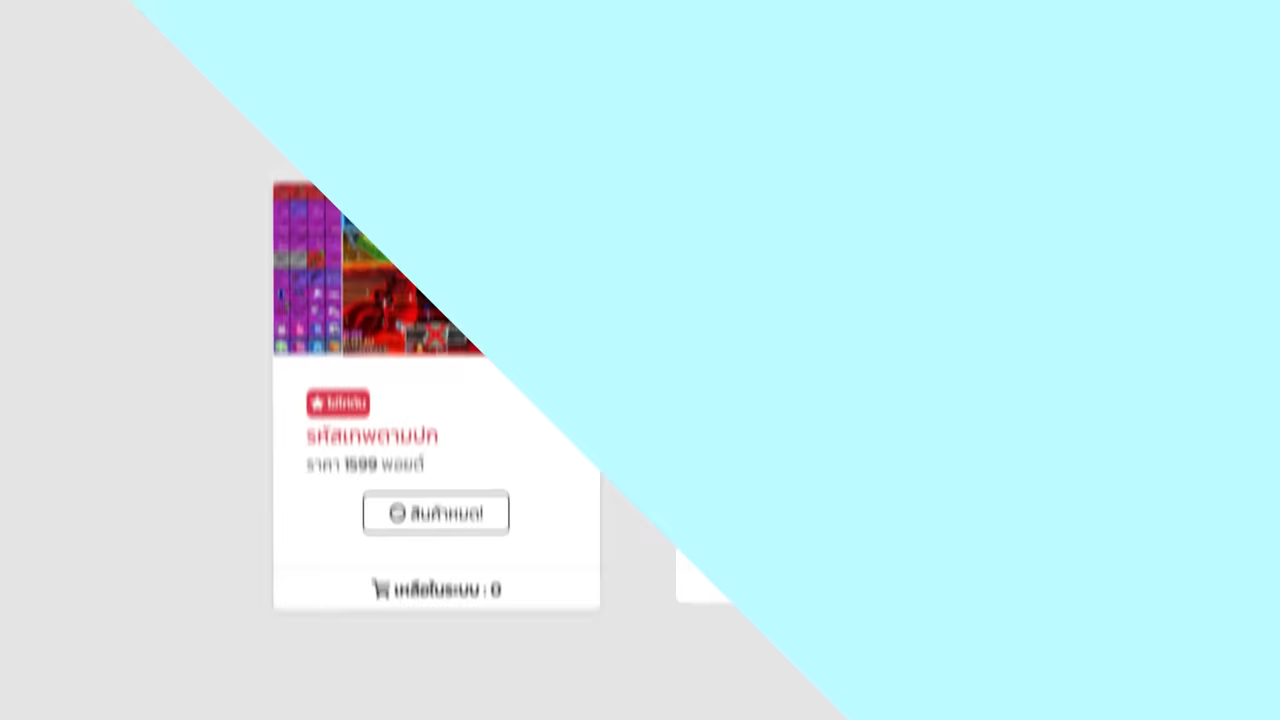 รหัสเทพตามปก
ราคา 1599 พอยต์
สินค้าหมด!
เหลือในระบบ : 0